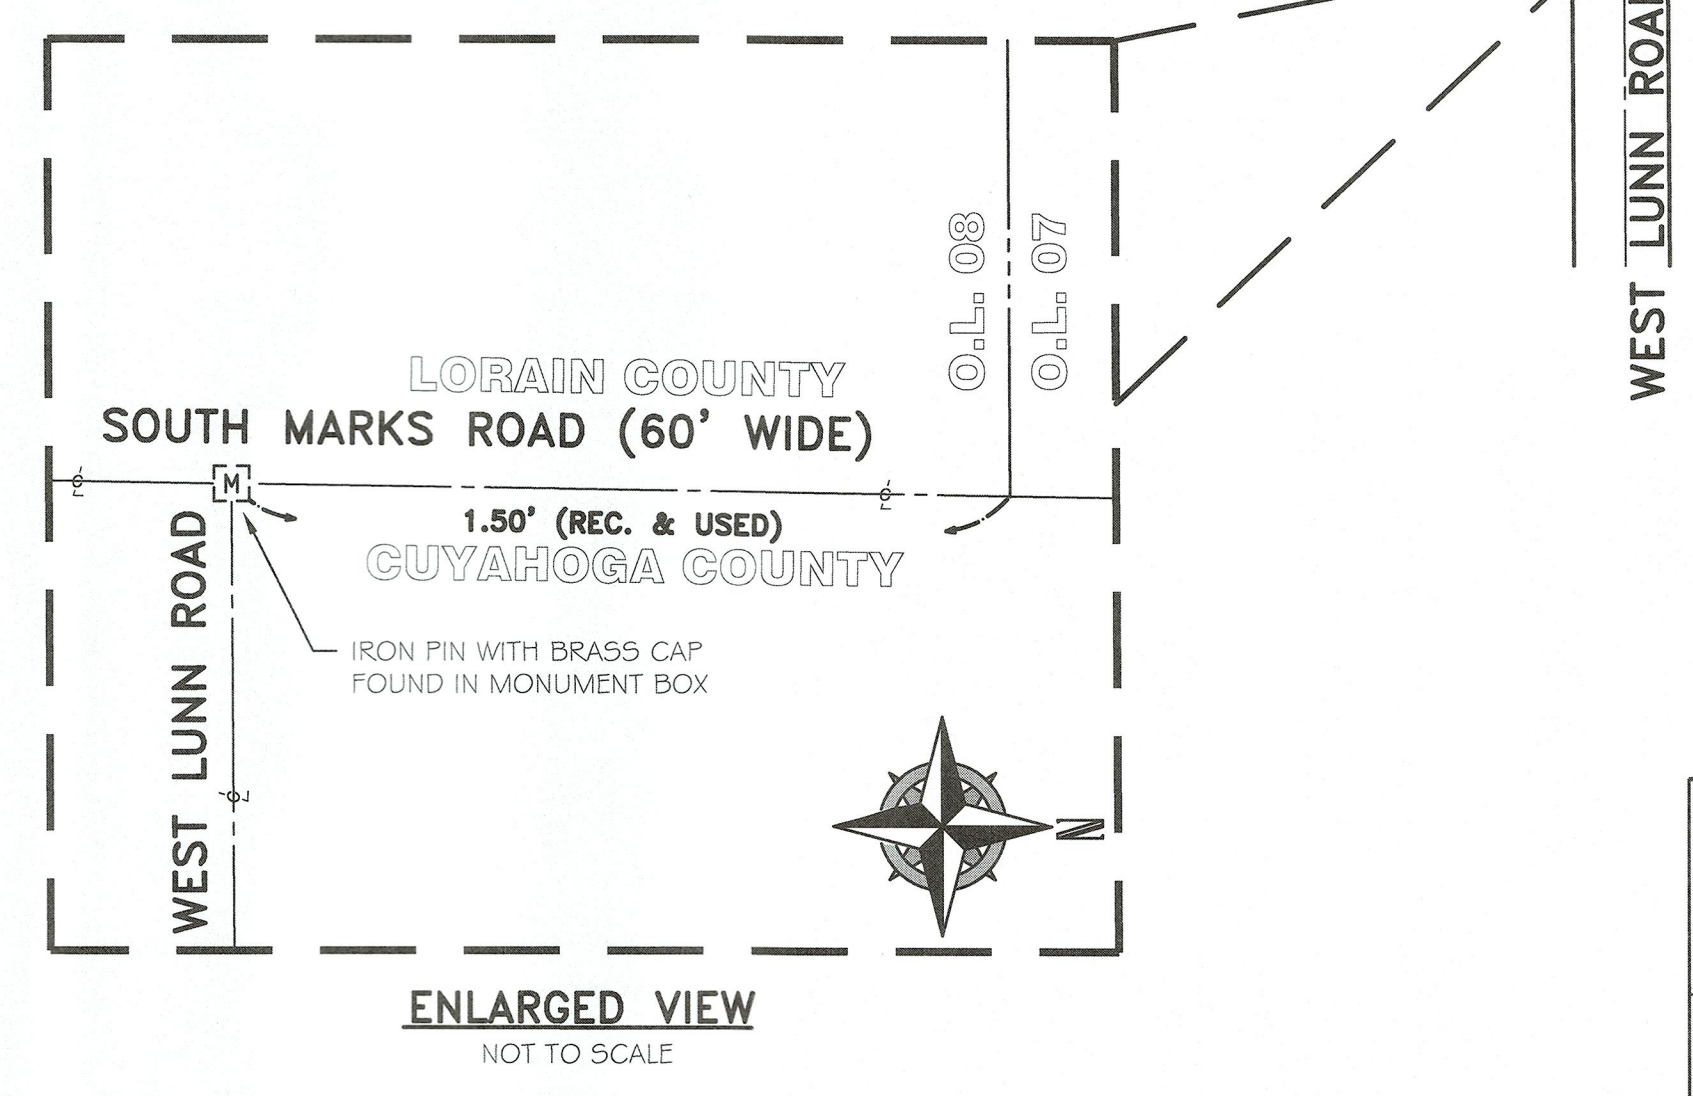 O.L. 08
O.L. 07
LORAIN COUNTY
SOUTH MARKS ROAD (60' WIDE)
M
1.50' (REC. & USED)
CUYAHOGA COUNTY
WEST LUNN ROAD
IRON PIN WITH BRASS CAP
FOUND IN MONUMENT BOX
N
ENLARGED VIEW
NOT TO SCALE
WEST LUNN ROA